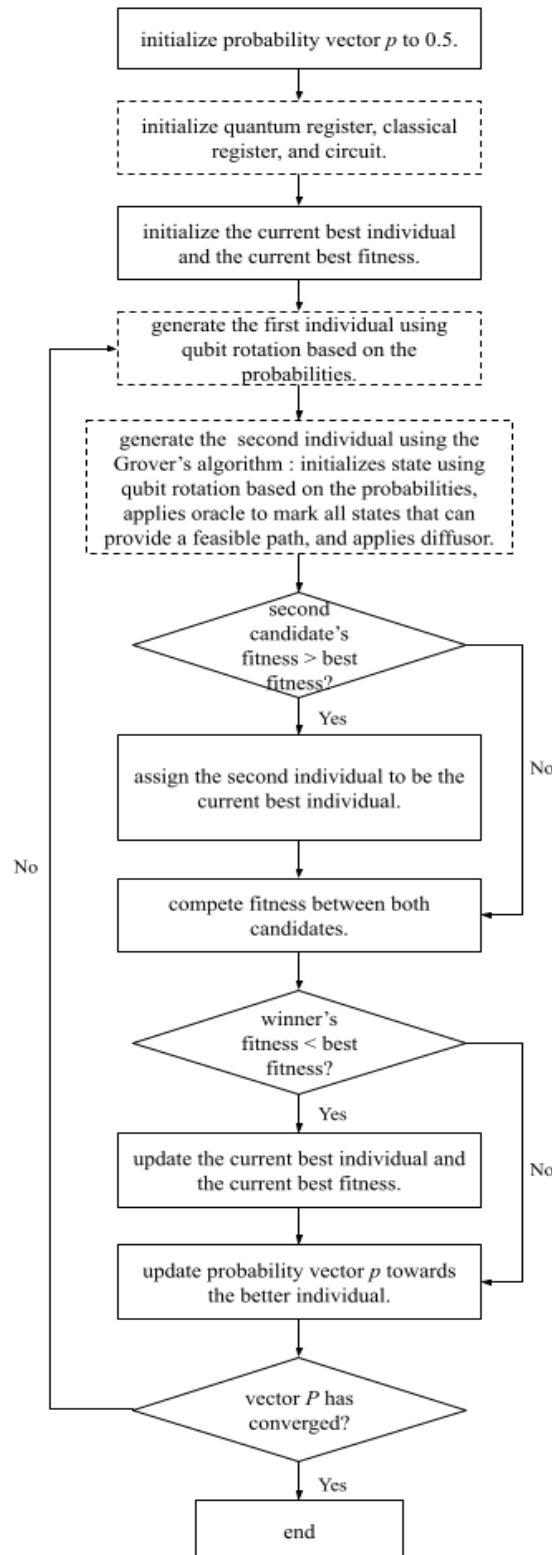 initialize probability vector p to 0.5.
initialize quantum register, classical
register, and circuit.
initialize the current best individual
and the current best fitness.
generate the first individual using
qubit rotation based on the
probabilities.
generate the second individual using the
Grover's algorithm : initializes state using
qubit rotation based on the probabilities,
applies oracle to mark all states that can
provide a feasible path, and applies diffusor.
second
candidate's
fitness > best
fitness?
Yes
No
assign the second individual to be the
current best individual.
No
compete fitness between both
candidates.
winner's
fitness < best
fitness?
Yes
No
update the current best individual and
the current best fitness.
update probability vector p towards
the better individual.
vector P has
converged?
Yes
end